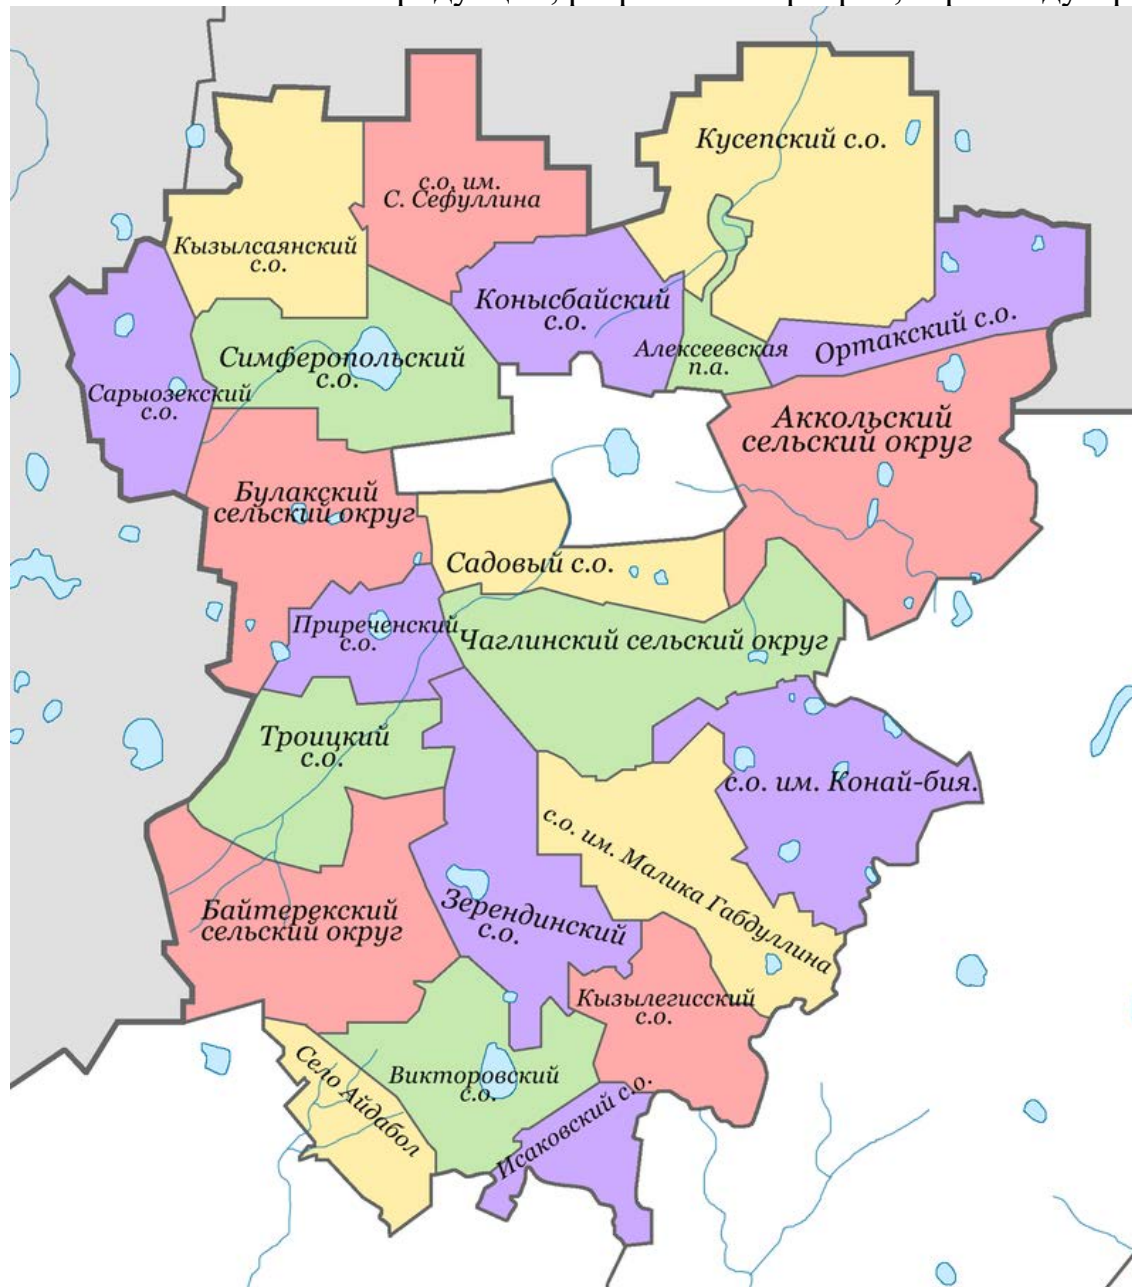 Кусепский с.о.
с.о. им.
С. Сефуллина
Кызылсаянский
с.о.
Конысбайский
с.о.
Ортакский с.о.
Алексеевская
п.а.
Симферопольский
с.о.
Сарыозекский
с.о.
Аккольский
сельский округ
Булакский
сельский округ
Садовый с.о.
Приреченский
с.о.
Чаглинский сельский округ
Троицкий
с.о.
с.о. им. Конай-бия.
с.о. им. Малика Габдуллина
Байтерекский
сельский округ
Зерендинский
с.о.
Кызылегисский
с.о.
Село Айдабол
Викторовский
с.о.
Исаковский с.о.